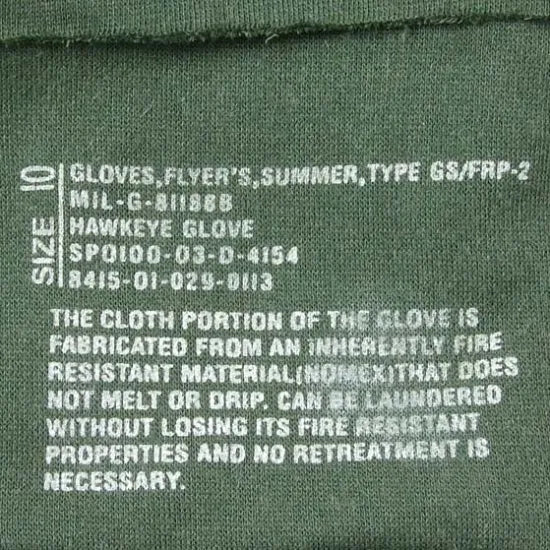 SIZE 10
GLOVES,FLYER'S,SUMMER,TYPE GS/FRP-2
MIL-G-81188B
HAWKEYE GLOVE
SPO100-03-D-4154
8415-01-029-0113
THE CLOTH PORTION OF THE GLOVE IS
FABRICATED FROM AN INHERENTLY FIRE
RESISTANT MATERIAL(NOMEX)THAT DOES
NOT MELT OR DRIP. CAN BE LAUNDERED
WITHOUT LOSING ITS FIRE RESISTANT
PROPERTIES AND NO RETREATMENT IS
NECESSARY.